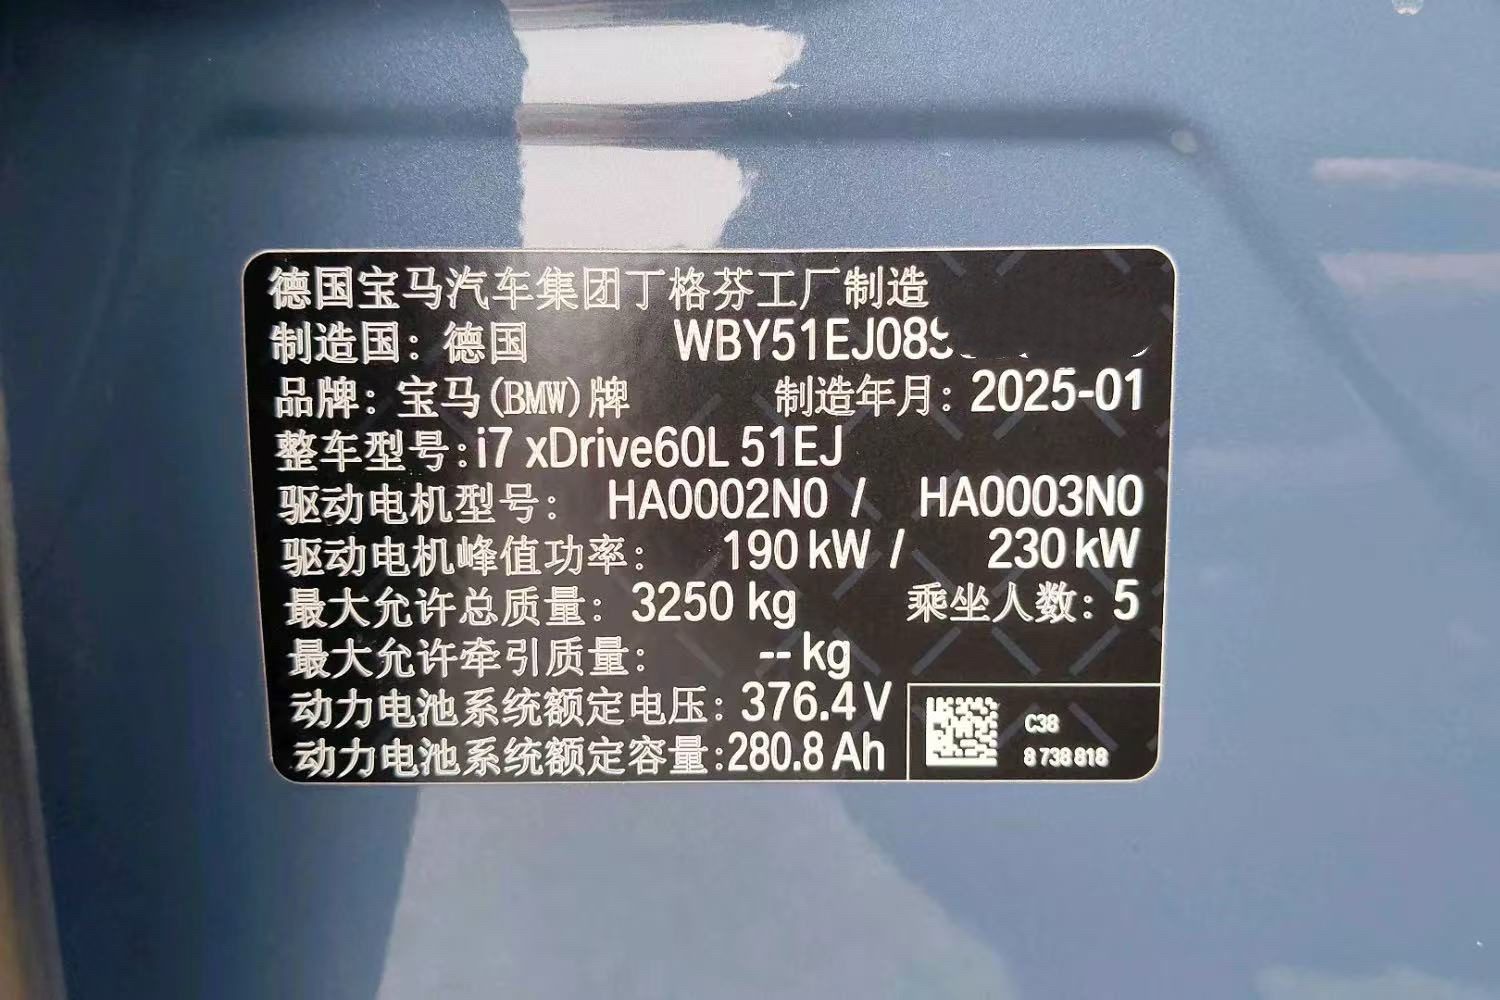 德国宝马汽车集团丁格芬工厂制造
制造国：德国 WBY51EJ089
品牌：宝马(BMW)牌 制造年月：2025-01
整车型号:i7 xDrive60L 51EJ
驱动电机型号： HA0002N0 / HA0003N0
驱动电机峰值功率： 190 kW / 230 kW
最大允许总质量：3250 kg 乘坐人数：5
最大允许牵引质量： -- kg
动力电池系统额定电压：376.4 V
动力电池系统额定容量:280.8 Ah
C38
8 738 818